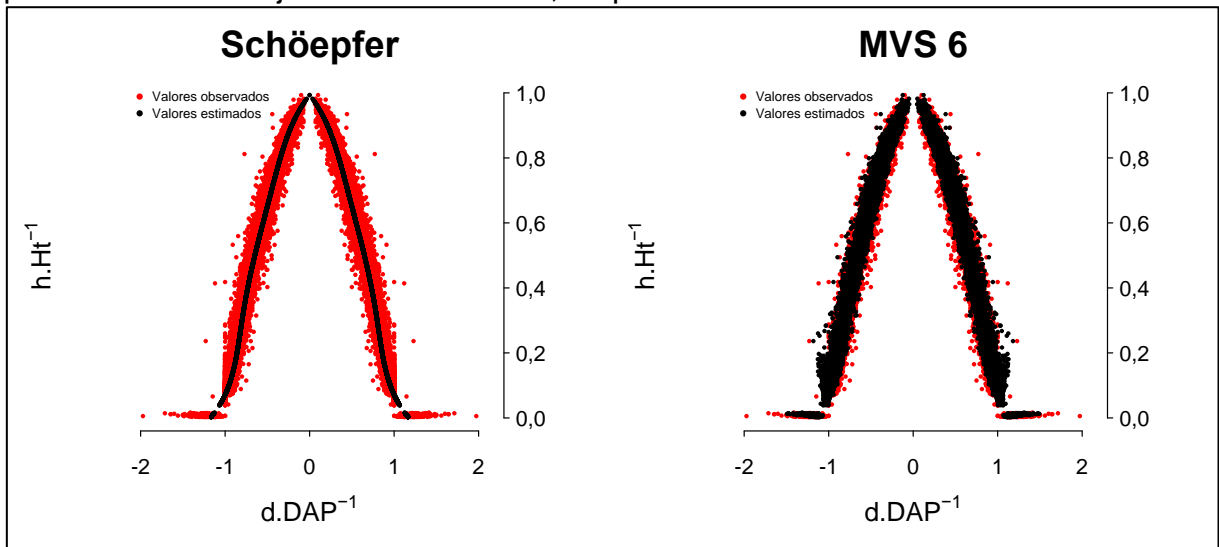 Schöepfer
Valores observados
Valores estimados
1,0
0,8
0,6
0,4
0,2
0,0
h.Ht⁻¹
-2 -1 0 1 2
d.DAP⁻¹
MVS 6
Valores observados
Valores estimados
1,0
0,8
0,6
0,4
0,2
0,0
h.Ht⁻¹
-2 -1 0 1 2
d.DAP⁻¹